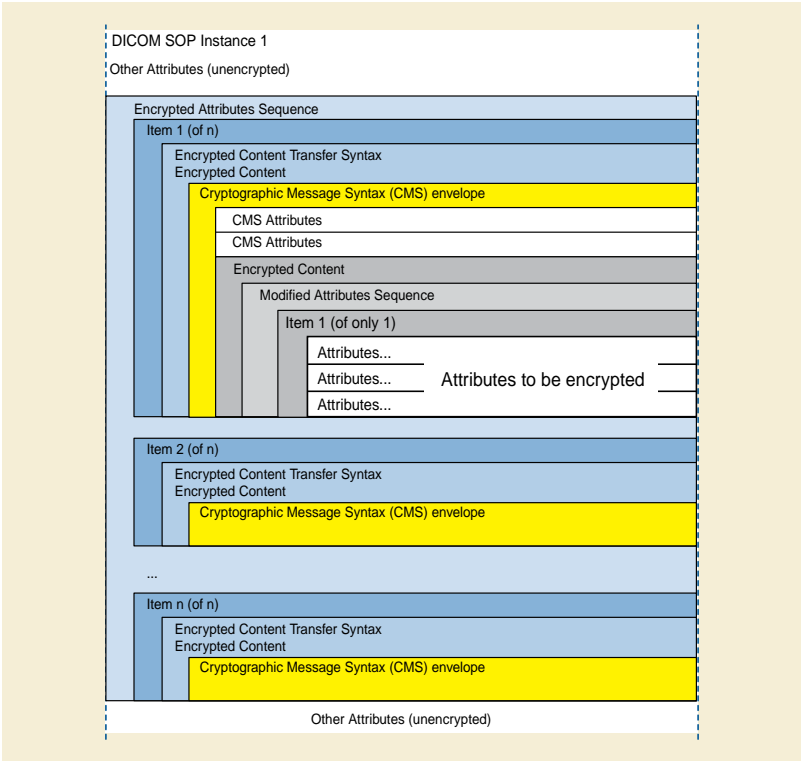 DICOM SOP Instance 1
Other Attributes (unencrypted)
Encrypted Attributes Sequence
Item 1 (of n)
Encrypted Content Transfer Syntax
Encrypted Content
Cryptographic Message Syntax (CMS) envelope
CMS Attributes
CMS Attributes
Encrypted Content
Modified Attributes Sequence
Item 1 (of only 1)
Attributes...
Attributes...
Attributes to be encrypted
Attributes...
Item 2 (of n)
Encrypted Content Transfer Syntax
Encrypted Content
Cryptographic Message Syntax (CMS) envelope
...
Item n (of n)
Encrypted Content Transfer Syntax
Encrypted Content
Cryptographic Message Syntax (CMS) envelope
Other Attributes (unencrypted)